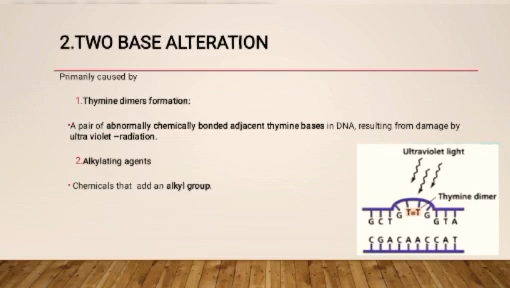 2.TWO BASE ALTERATION
Primarily caused by
1.Thymine dimers formation:
•A pair of abnormally chemically bonded adjacent thymine bases in DNA, resulting from damage by
ultra violet –radiation.
2.Alkylating agents
• Chemicals that add an alkyl group.
Ultraviolet light
Thymine dimer
G C T G T=T G G T A
C G A C A A C C A T